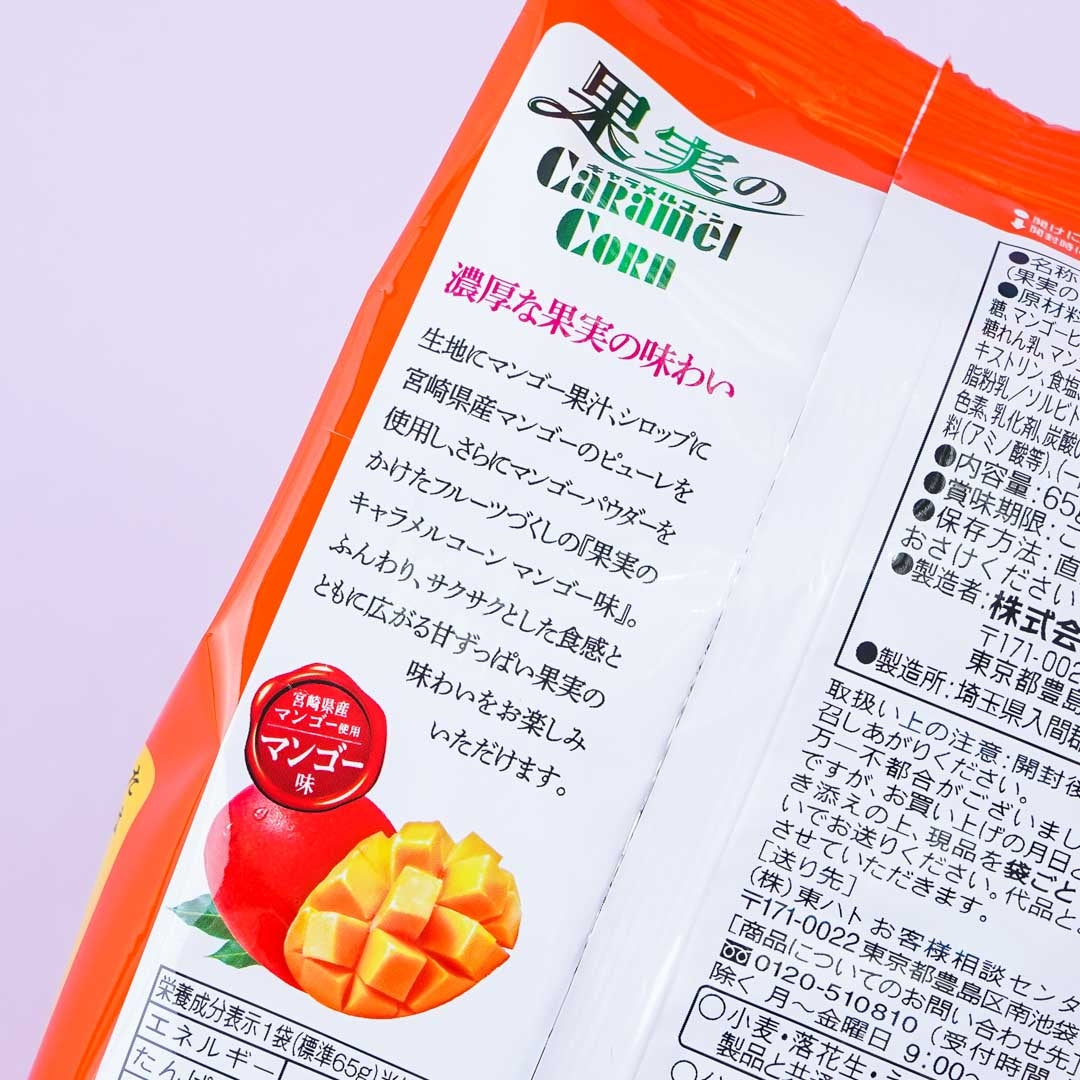 果実の
キャラメルコーン
Caramel
Corn
濃厚な果実の味わい
生地にマンゴー果汁、シロップに
宮崎県産マンゴーのピューレを
使用し、さらにマンゴーパウダーを
かけたフルーツづくしの『果実の
キャラメルコーン マンゴー味』。
ふんわり、サクサクとした食感と
ともに広がる甘ずっぱい果実の
味わいをお楽しみ
いただけます。
宮崎県産
マンゴー使用
マンゴー
味
栄養成分表示1袋(標準65g)当
エネルギー
たんぱ
開けに
開封時
●名称
(果実の
●原材料
糖、マンゴーピ
糖れん乳、マン
キストリン、食塩、
脂粉乳/ソルビト
色素、乳化剤、炭酸
料(アミノ酸等)、(一
●内容量:65g
●賞味期限:こ
●保存方法:直
おさけください
●製造者:株式会
〒171-002
東京都豊島
●製造所:埼玉県入間郡
取扱い上の注意:開封後
召しあがりください。
万一不都合がございまし
ですが、お買い上げの月日と
き添えの上、現品を袋ごと
いでお送りください。代品と
させていただきます。
[送り先]
(株)東ハト お客様相談センタ
〒171-0022 東京都豊島区南池袋
[商品についてのお問い合わせ先]
0120-510810 (受付時間
除く 月〜金曜日 9:00〜
○小麦・落花生・
製品と共